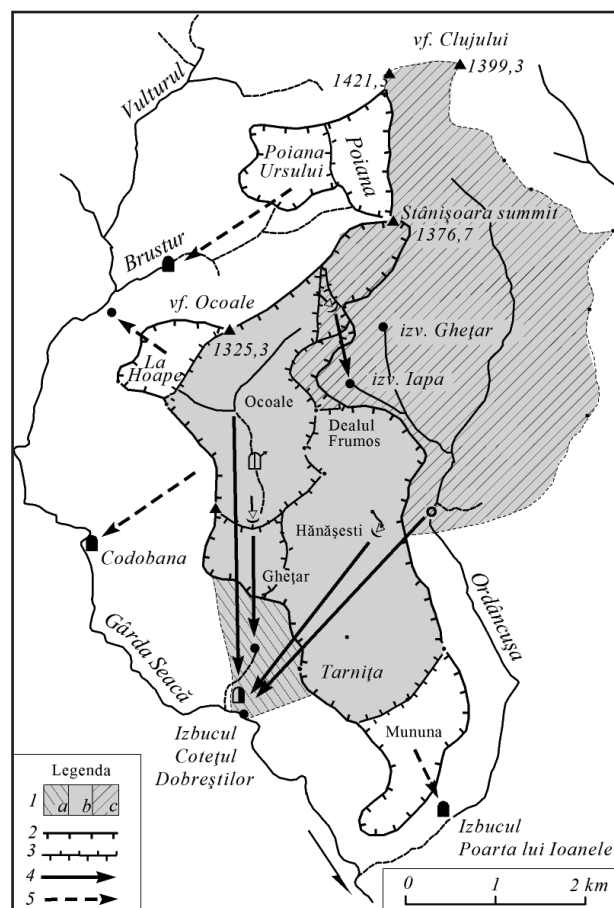 vf. Clujului
1421,
1399,3
Vulturul
Poiana
Ursului
Poiana
Stânişoara summit
1376,7
Brustur
vf. Ocoale
1325,3
izv. Gheţar
La
Hoape
izv. Iapa
Ocoale
Dealul
Frumos
Hănăşesti
Codobana
Gheţar
Ordâncuşa
Gârda Seacă
Tarniţa
Izbucul
Coteţul
Dobreştilor
Mununa
Izbucul
Poarta lui Ioanele
Legenda
1 a b c
2
3
4
5
0 1 2 km